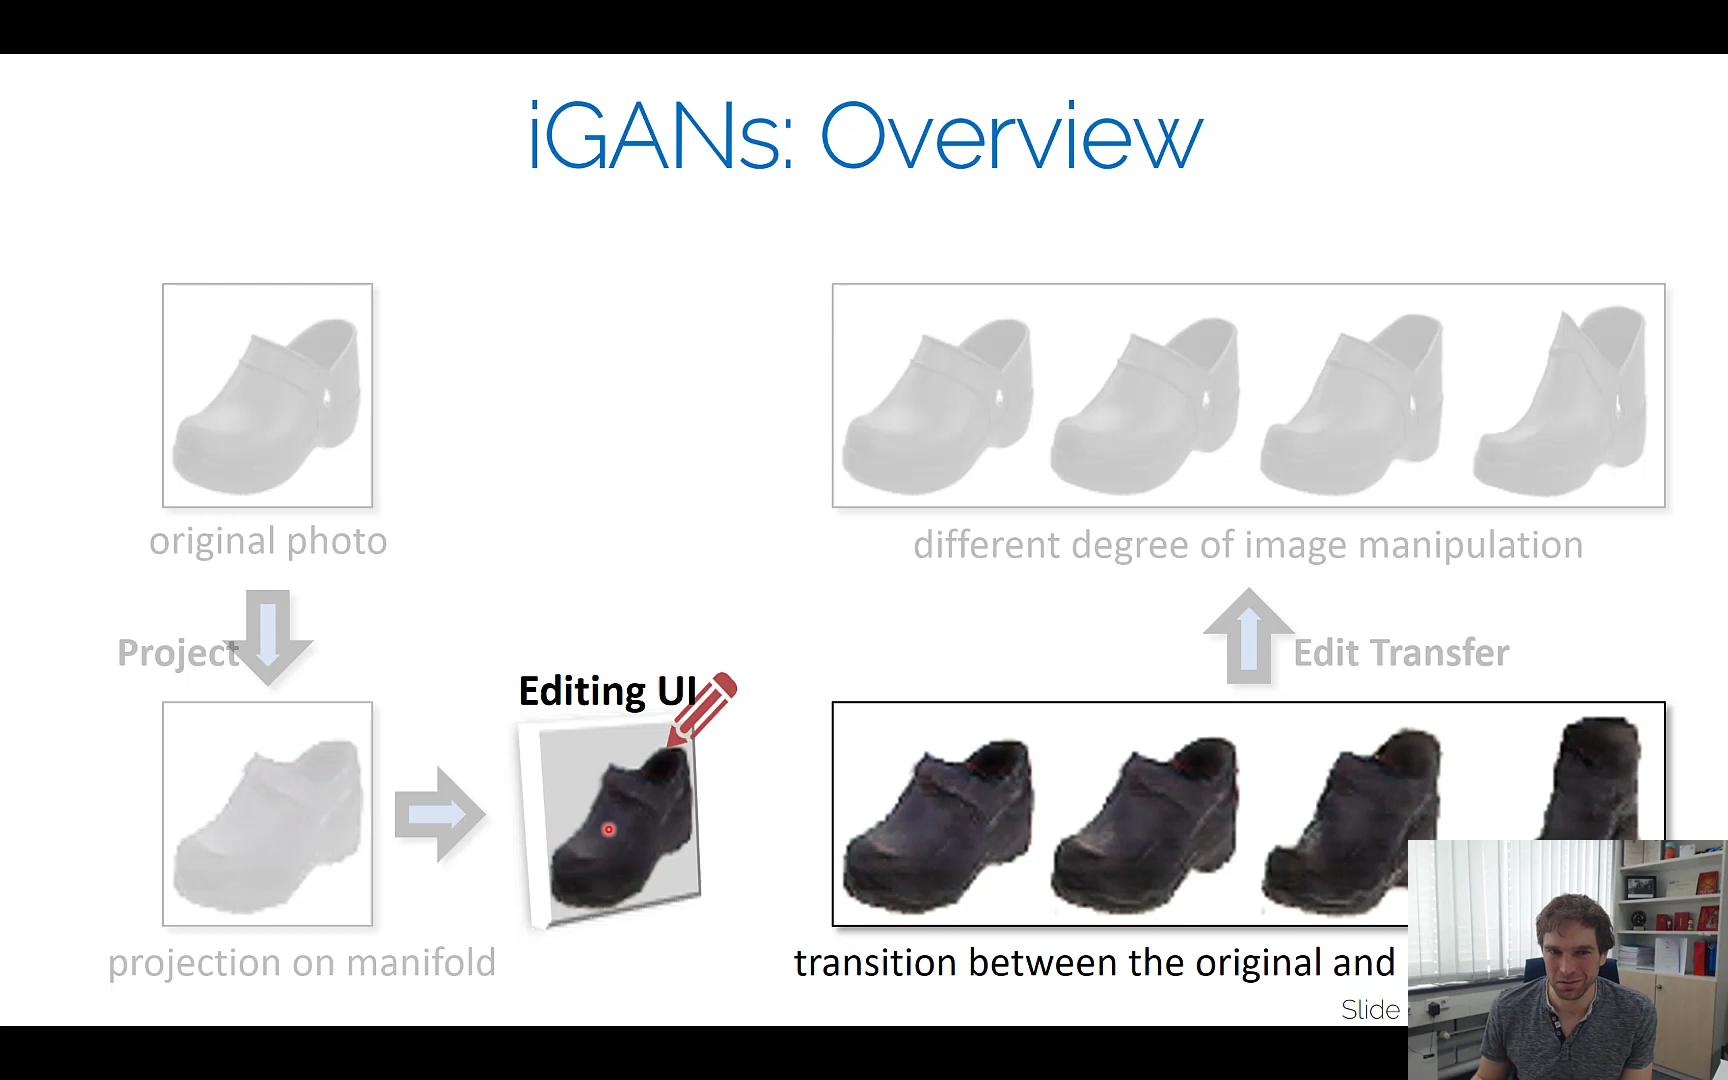 iGANs: Overview
original photo
different degree of image manipulation
Project
Edit Transfer
Editing UI
projection on manifold
transition between the original and
Slide